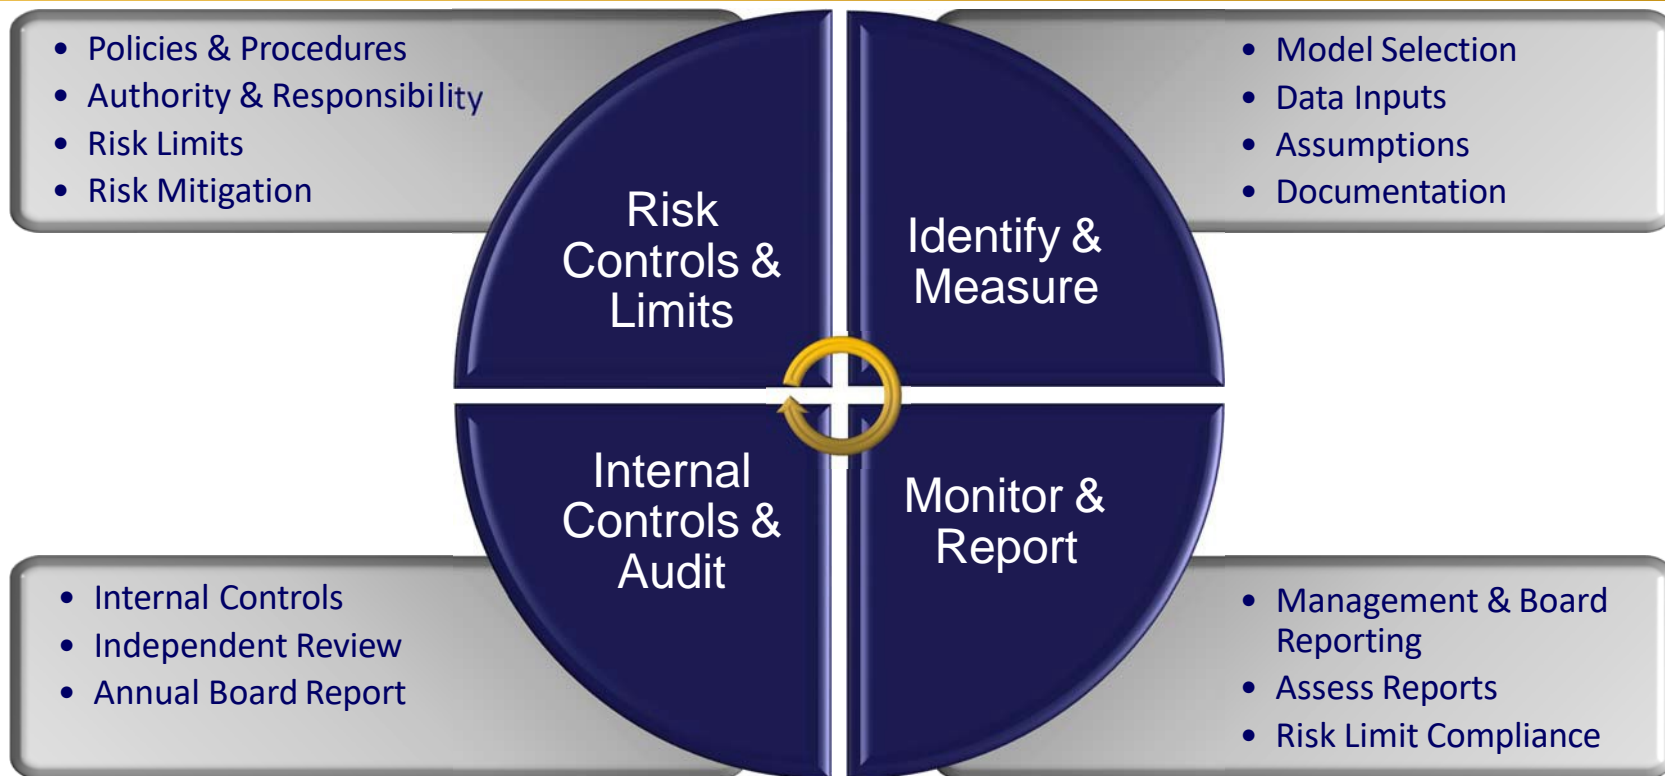 • Policies & Procedures
• Authority & Responsibility
• Risk Limits
• Risk Mitigation
Risk
Controls &
Limits
• Model Selection
• Data Inputs
• Assumptions
• Documentation
Identify &
Measure
Internal
Controls &
Audit
• Internal Controls
• Independent Review
• Annual Board Report
Monitor &
Report
• Management & Board
Reporting
• Assess Reports
• Risk Limit Compliance